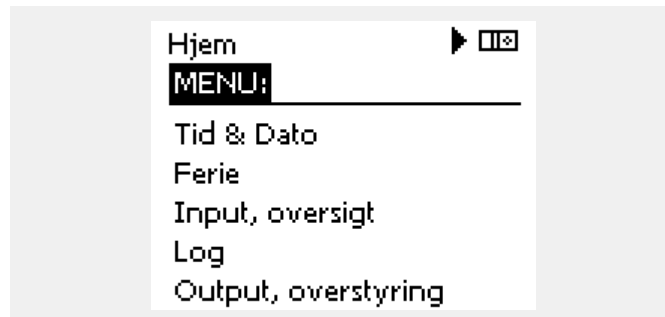 Hjem
MENU:
Tid & Dato
Ferie
Input, oversigt
Log
Output, overstyring